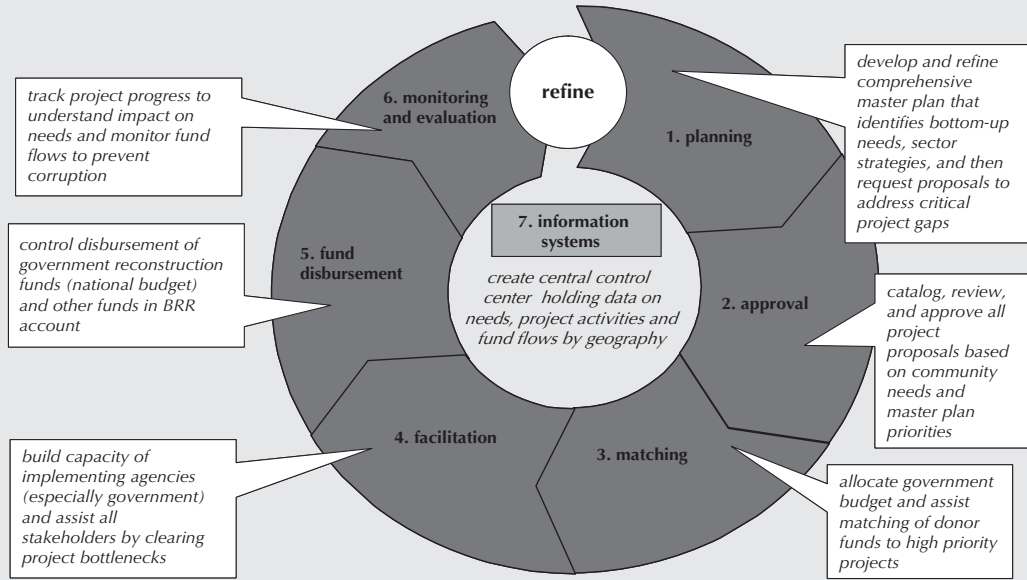 refine
1. planning
develop and refine
comprehensive
master plan that
identifies bottom-up
needs, sector
strategies, and then
request proposals to
address critical
project gaps
2. approval
catalog, review,
and approve all
project
proposals based
on community
needs and
master plan
priorities
3. matching
allocate government
budget and assist
matching of donor
funds to high priority
projects
4. facilitation
build capacity of
implementing agencies
(especially government)
and assist all
stakeholders by clearing
project bottlenecks
5. fund
disbursement
control disbursement of
government reconstruction
funds (national budget)
and other funds in BRR
account
6. monitoring
and evaluation
track project progress to
understand impact on
needs and monitor fund
flows to prevent
corruption
7. information
systems
create central control
center holding data on
needs, project activities and
fund flows by geography